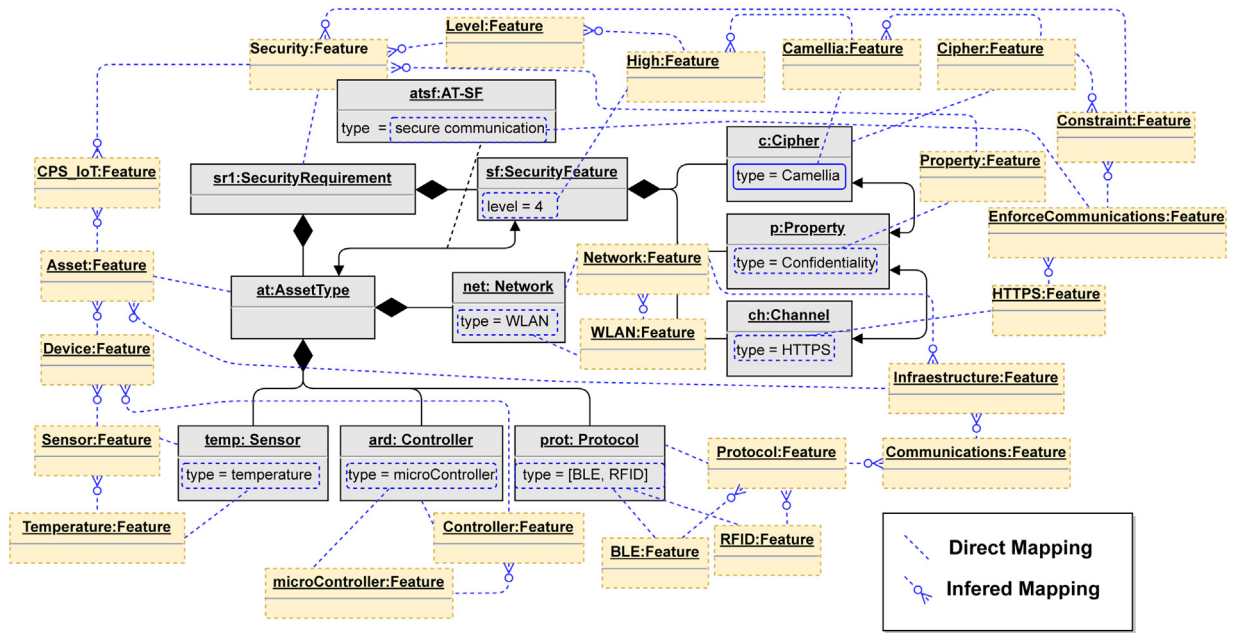 Level:Feature
Security:Feature
High:Feature
Camellia:Feature
Cipher:Feature
atsf:AT-SF
type = secure communication
Constraint:Feature
c:Cipher
type = Camellia
Property:Feature
CPS_IoT:Feature
sr1:SecurityRequirement
sf:SecurityFeature
level = 4
EnforceCommunications:Feature
p:Property
type = Confidentiality
Asset:Feature
Network:Feature
at:AssetType
net: Network
type = WLAN
HTTPS:Feature
ch:Channel
type = HTTPS
WLAN:Feature
Device:Feature
Infraestructure:Feature
Sensor:Feature
temp: Sensor
type = temperature
ard: Controller
type = microController
prot: Protocol
type = [BLE, RFID]
Protocol:Feature
Communications:Feature
Temperature:Feature
Controller:Feature
BLE:Feature
RFID:Feature
microController:Feature
Direct Mapping
Infered Mapping